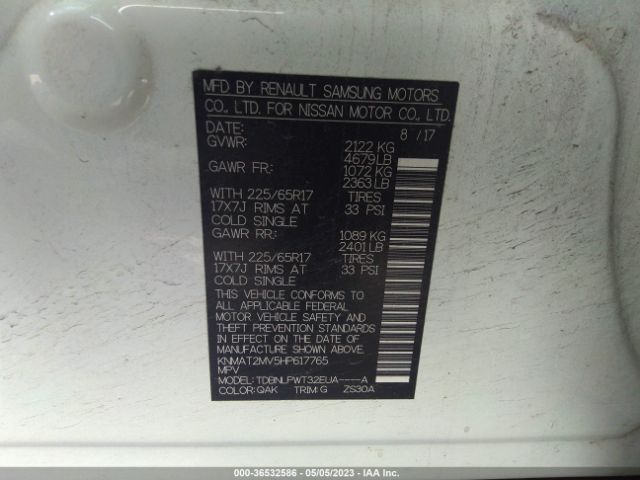 MFD BY RENAULT SAMSUNG MOTORS
CO., LTD. FOR NISSAN MOTOR CO., LTD.
DATE: 8 / 17
GVWR: 2122 KG
4679 LB
GAWR FR: 1072 KG
2363 LB
WITH 225/65R17 TIRES
17X7J RIMS AT 33 PSI
COLD SINGLE
GAWR RR: 1089 KG
2401 LB
WITH 225/65R17 TIRES
17X7J RIMS AT 33 PSI
COLD SINGLE
THIS VEHICLE CONFORMS TO
ALL APPLICABLE FEDERAL
MOTOR VEHICLE SAFETY AND
THEFT PREVENTION STANDARDS
IN EFFECT ON THE DATE OF
MANUFACTURE SHOWN ABOVE.
KNMAT2MV5HP617765
MPV
MODEL: TDBNLPWT32EUA----A
COLOR: QAK TRIM: G ZS30A
000-36532586 - 05/05/2023 - IAA Inc.